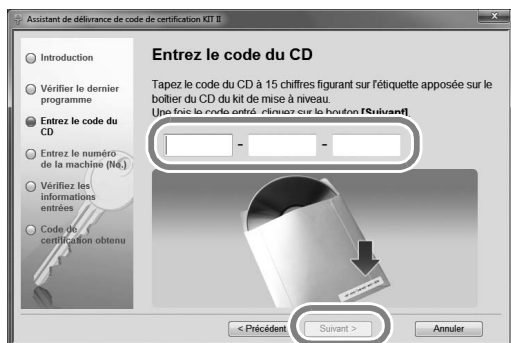 Assistant de délivrance de code de certification KIT II
Introduction
Vérifier le dernier
programme
Entrez le code du
CD
Entrez le numéro
de la machine (No.)
Vérifiez les
informations
entrées
Code de
certification obtenu
Entrez le code du CD
Tapez le code du CD à 15 chiffres figurant sur l'étiquette apposée sur le
boîtier du CD du kit de mise à niveau.
Une fois le code entré, cliquez sur le bouton [Suivant].
- -
< Précédent Suivant > Annuler